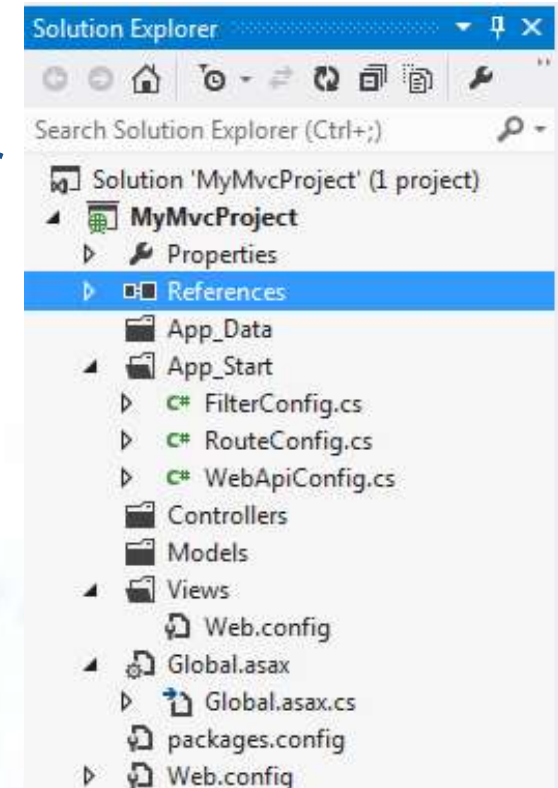 Solution Explorer
Search Solution Explorer (Ctrl+;)
Solution 'MyMvcProject' (1 project)
MyMvcProject
Properties
References
App_Data
App_Start
C# FilterConfig.cs
C# RouteConfig.cs
C# WebApiConfig.cs
Controllers
Models
Views
Web.config
Global.asax
Global.asax.cs
packages.config
Web.config